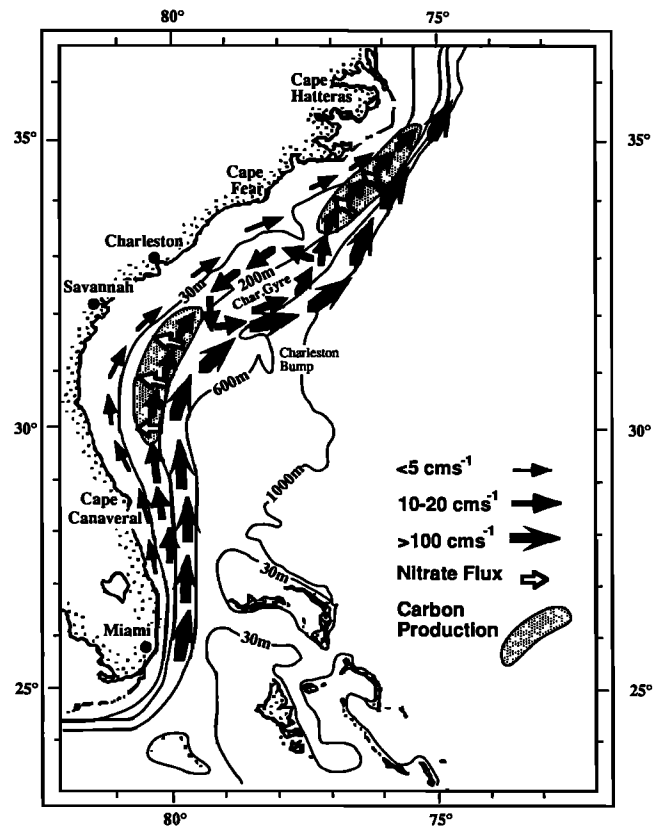 80°
75°
Cape
Hatteras
35°
35°
Cape
Fear
Charleston
30m
200m
Char. Gyre
Savannah
Charleston
Bump
600m
30°
30°
1000m
<5 cms⁻¹
10-20 cms⁻¹
>100 cms⁻¹
Nitrate Flux
Carbon
Production
Cape
Canaveral
30m
Miami
30m
25°
25°
80°
75°